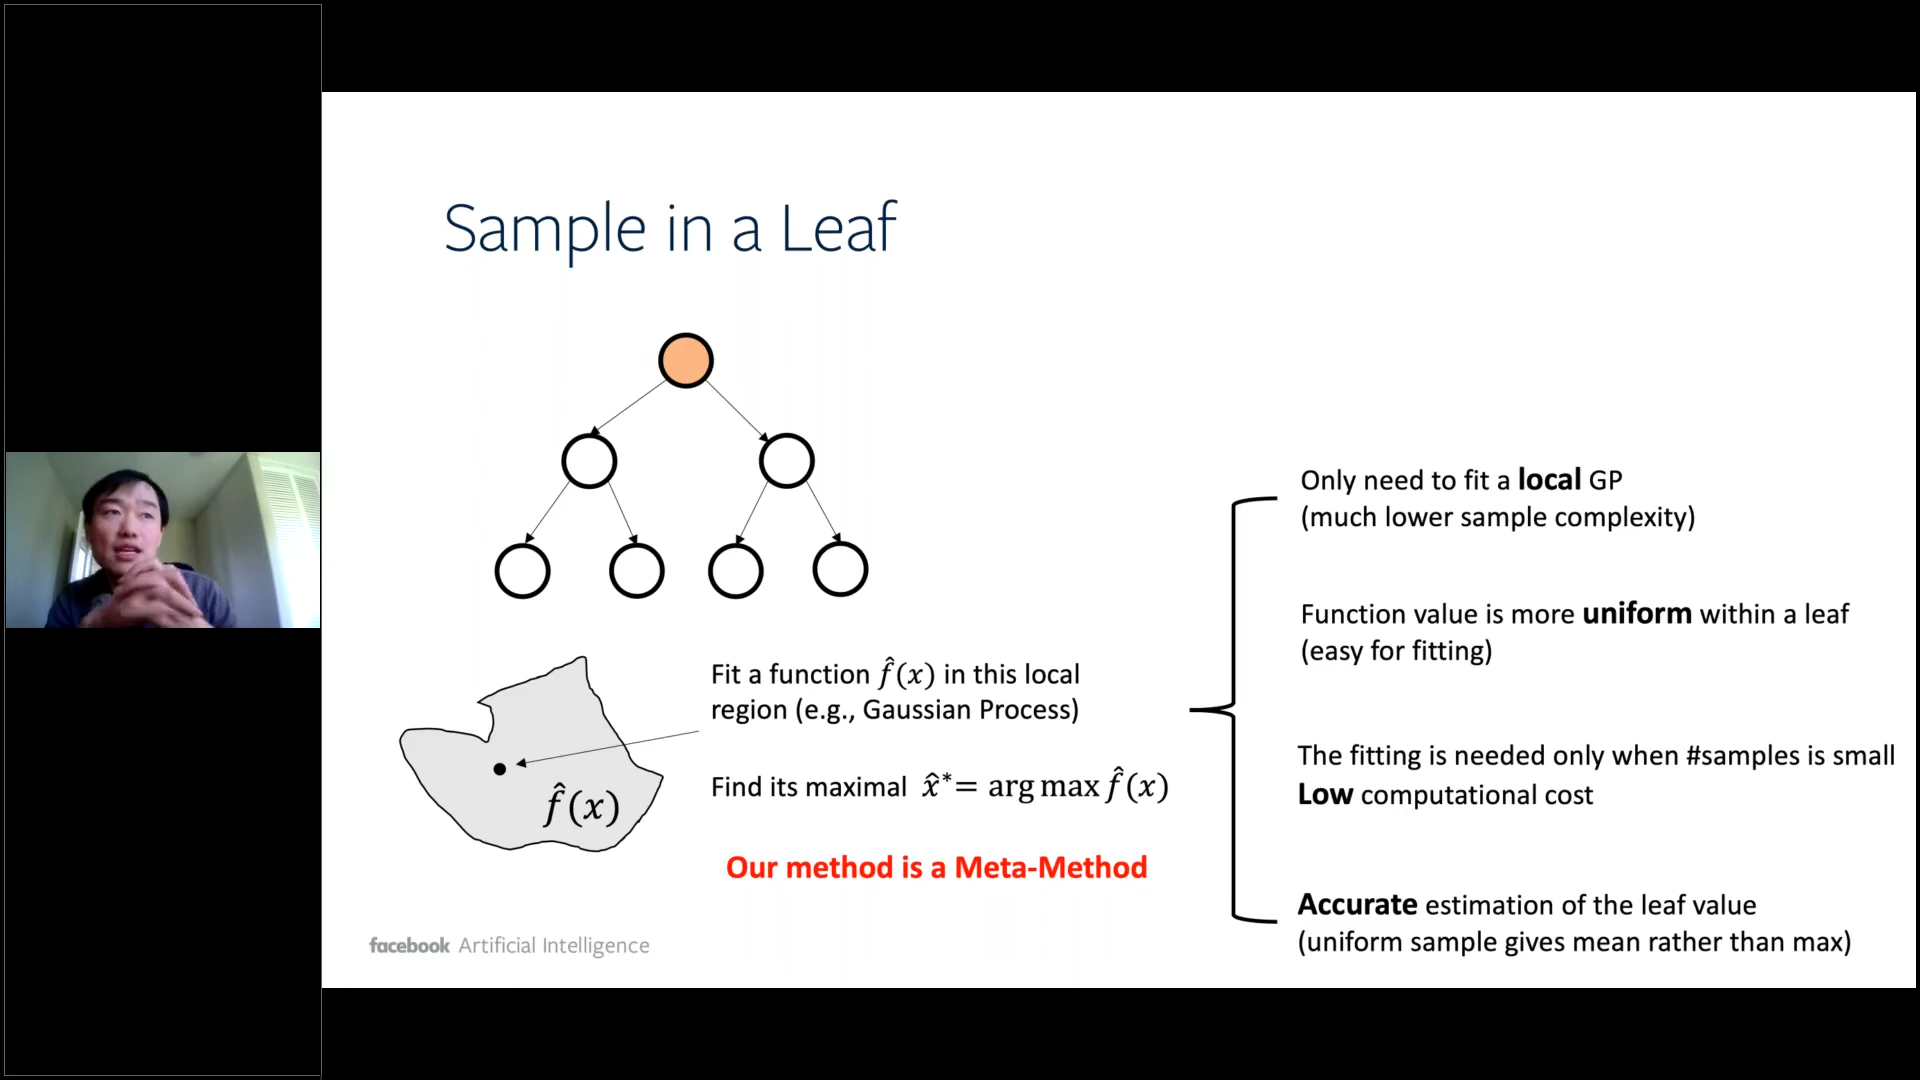 Sample in a Leaf
Fit a function f̂(x) in this local
region (e.g., Gaussian Process)
Find its maximal x̂*= arg max f̂(x)
f̂(x)
Our method is a Meta-Method
Only need to fit a local GP
(much lower sample complexity)
Function value is more uniform within a leaf
(easy for fitting)
The fitting is needed only when #samples is small
Low computational cost
Accurate estimation of the leaf value
(uniform sample gives mean rather than max)
facebook Artificial Intelligence